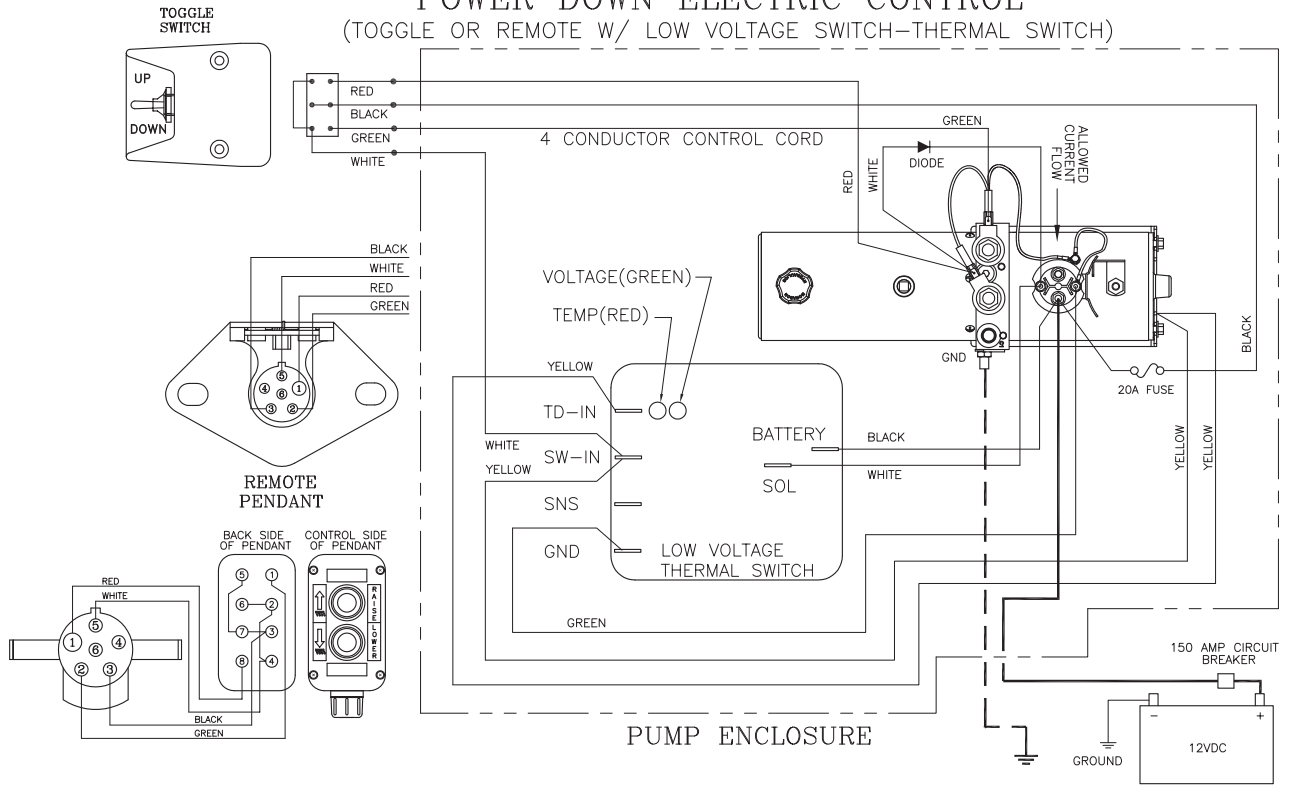 POWER DOWN ELECTRIC CONTROL
(TOGGLE OR REMOTE W/ LOW VOLTAGE SWITCH-THERMAL SWITCH)
TOGGLE
SWITCH
UP
DOWN
RED
BLACK
GREEN
WHITE
4 CONDUCTOR CONTROL CORD
GREEN
DIODE
ALLOWED
CURRENT
FLOW
RED
WHITE
BLACK
WHITE
RED
GREEN
5
4
6
1
3
2
REMOTE
PENDANT
VOLTAGE(GREEN)
TEMP(RED)
YELLOW
TD-IN
WHITE
SW-IN
YELLOW
SNS
GND
BATTERY
SOL
LOW VOLTAGE
THERMAL SWITCH
BLACK
WHITE
GREEN
GND
20A FUSE
BLACK
YELLOW
YELLOW
BACK SIDE
OF PENDANT
CONTROL SIDE
OF PENDANT
5
1
6
2
7
3
8
4
RAISE
LOWER
RED
WHITE
5
1
6
4
2
3
BLACK
GREEN
PUMP ENCLOSURE
150 AMP CIRCUIT
BREAKER
-
+
12VDC
GROUND